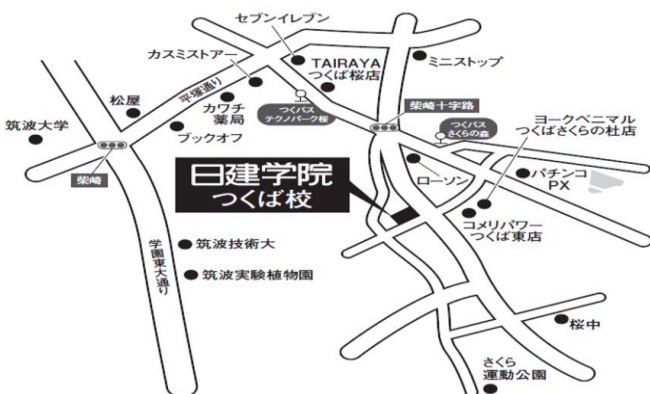 セブンイレブン
カスミストアー
TAIRAYA
つくば桜店
ミニストップ
平塚通り
松屋
カワチ
薬局
つくバス
テクノパーク桜
柴崎十字路
つくバス
さくらの森
ヨークベニマル
つくばさくらの杜店
筑波大学
ブックオフ
柴崎
日建学院
つくば校
ローソン
パチンコ
PX
コメリパワー
つくば東店
学園東大通り
筑波技術大
筑波実験植物園
桜中
さくら
運動公園